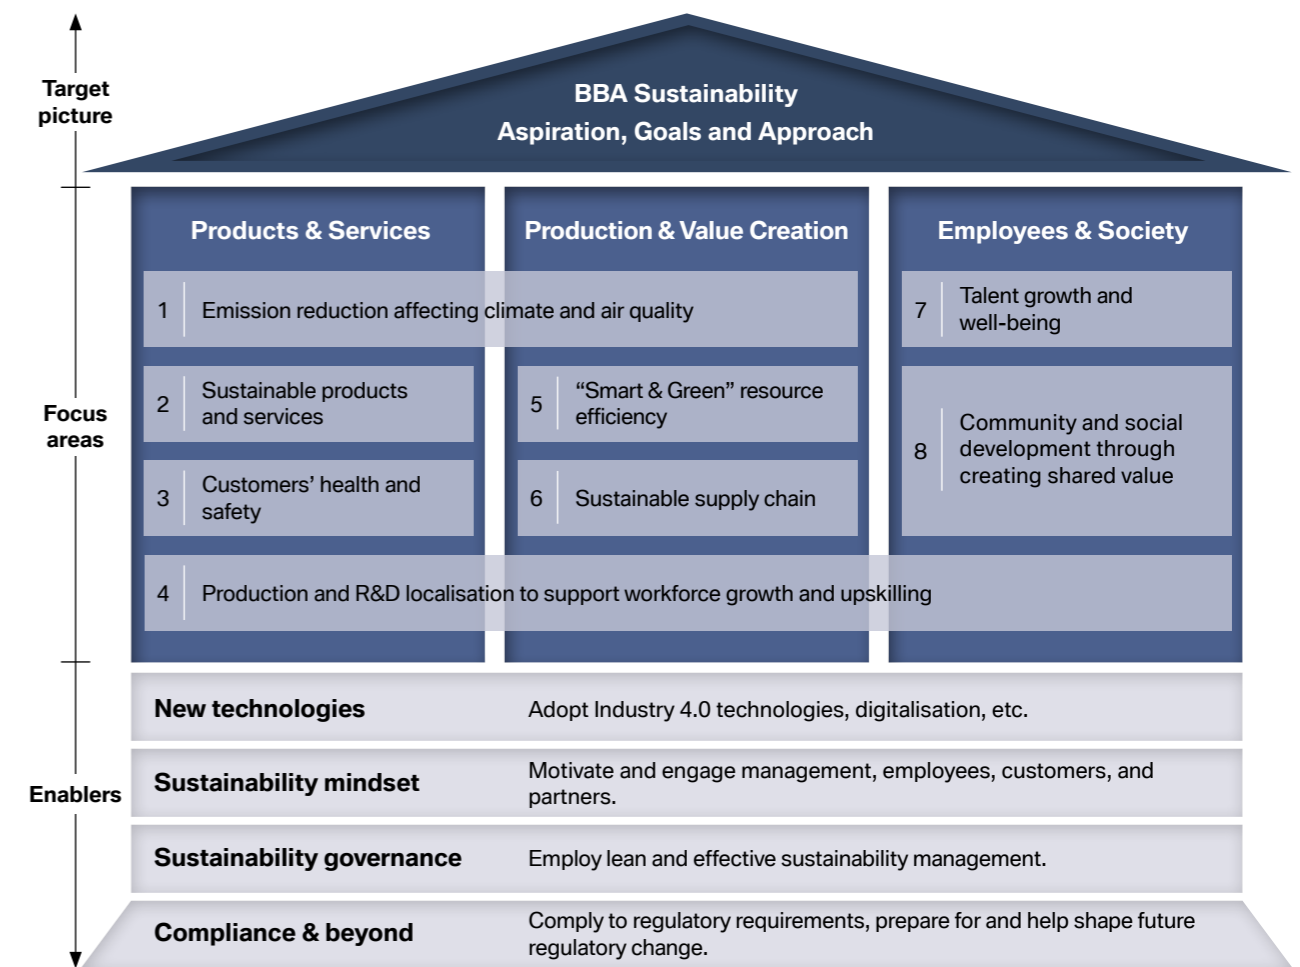 Target
picture
BBA Sustainability
Aspiration, Goals and Approach
Focus
areas
Products & Services
Production & Value Creation
Employees & Society
1 Emission reduction affecting climate and air quality
2 Sustainable products
and services
3 Customers’ health and
safety
4 Production and R&D localisation to support workforce growth and upskilling
5 “Smart & Green” resource
efficiency
6 Sustainable supply chain
7 Talent growth and
well-being
8 Community and social
development through
creating shared value
Enablers
New technologies
Adopt Industry 4.0 technologies, digitalisation, etc.
Sustainability mindset
Motivate and engage management, employees, customers, and
partners.
Sustainability governance
Employ lean and effective sustainability management.
Compliance & beyond
Comply to regulatory requirements, prepare for and help shape future
regulatory change.